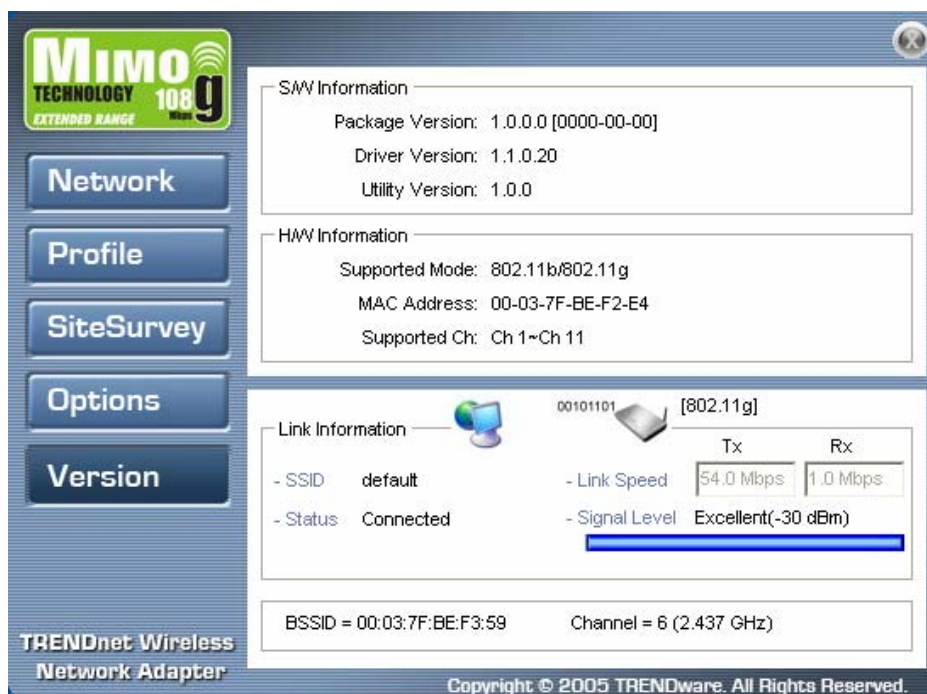 MIMO
TECHNOLOGY
108 Mbps g
EXTENDED RANGE
Network
Profile
SiteSurvey
Options
Version
TRENDnet Wireless
Network Adapter
S/W Information
Package Version: 1.0.0.0 [0000-00-00]
Driver Version: 1.1.0.20
Utility Version: 1.0.0
H/W Information
Supported Mode: 802.11b/802.11g
MAC Address: 00-03-7F-BE-F2-E4
Supported Ch: Ch 1~Ch 11
00101101 [802.11g]
Link Information
Tx Rx
- SSID default - Link Speed 54.0 Mbps 1.0 Mbps
- Status Connected - Signal Level Excellent(-30 dBm)
BSSID = 00:03:7F:BE:F3:59 Channel = 6 (2.437 GHz)
Copyright © 2005 TRENDware. All Rights Reserved.